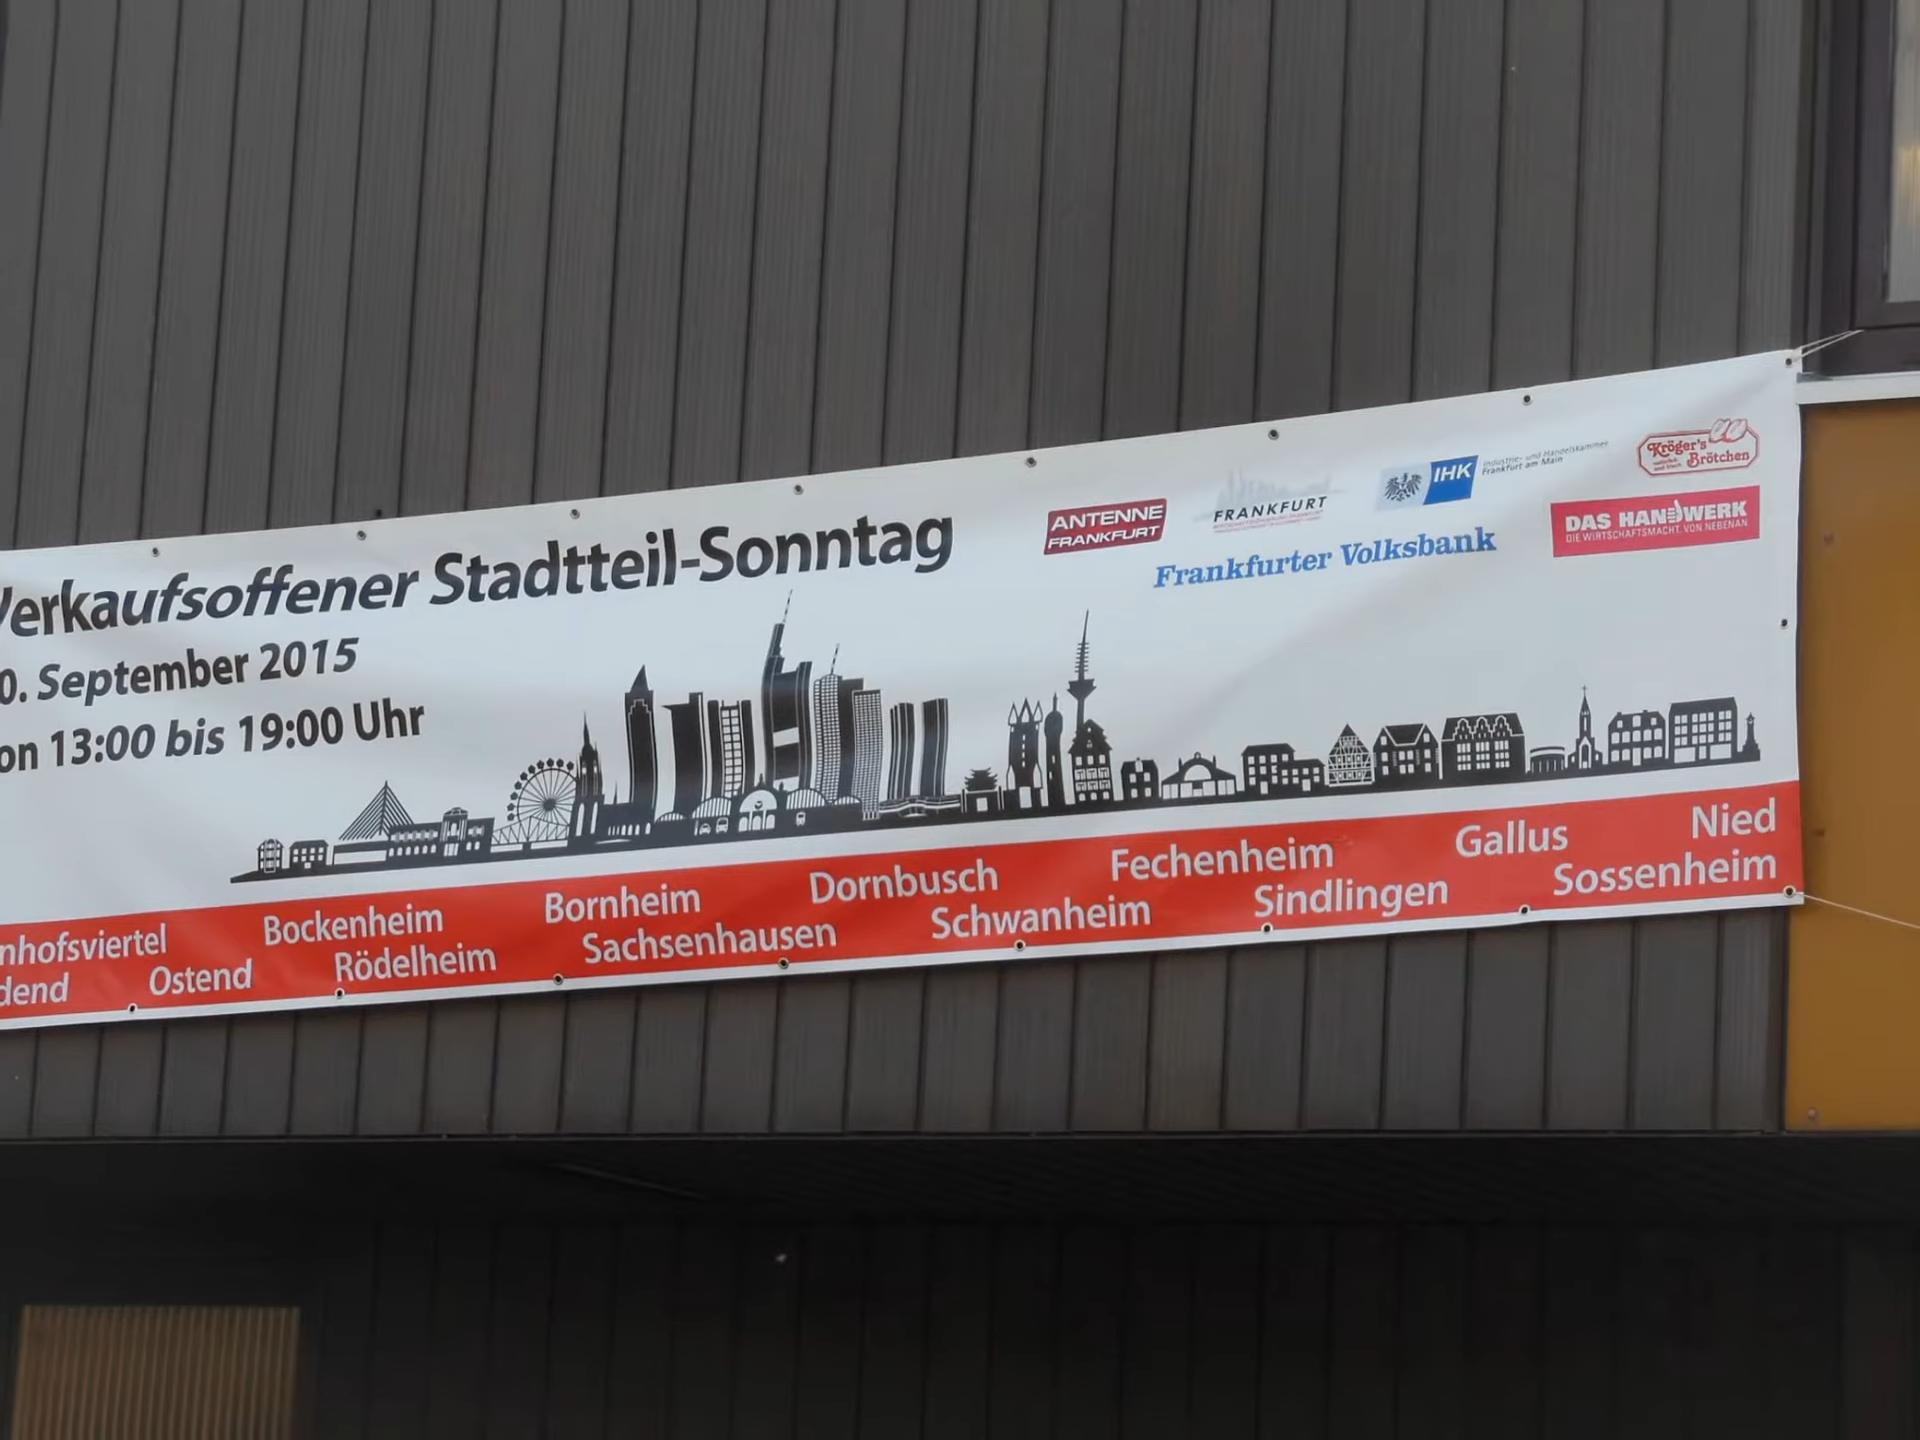 Verkaufsoffener Stadtteil-Sonntag
0. September 2015
on 13:00 bis 19:00 Uhr
ANTENNE
FRANKFURT
FRANKFURT
IHK
Industrie- und Handelskammer
Frankfurt am Main
Kröger's
Brötchen
Frankfurter Volksbank
DAS HANDWERK
DIE WIRTSCHAFTSMACHT. VON NEBENAN
nhofsviertel Bockenheim Bornheim Dornbusch Fechenheim Gallus Nied
dend Ostend Rödelheim Sachsenhausen Schwanheim Sindlingen Sossenheim